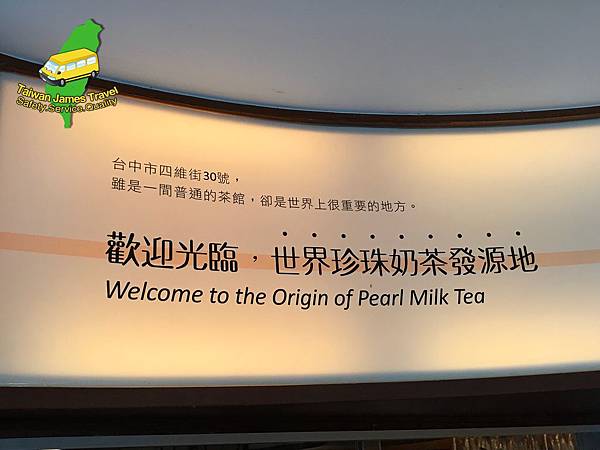 Taiwan James Travel
Safety.Service.Quality
台中市四維街30號，
雖是一間普通的茶館，卻是世界上很重要的地方。
歡迎光臨，世界珍珠奶茶發源地
Welcome to the Origin of Pearl Milk Tea